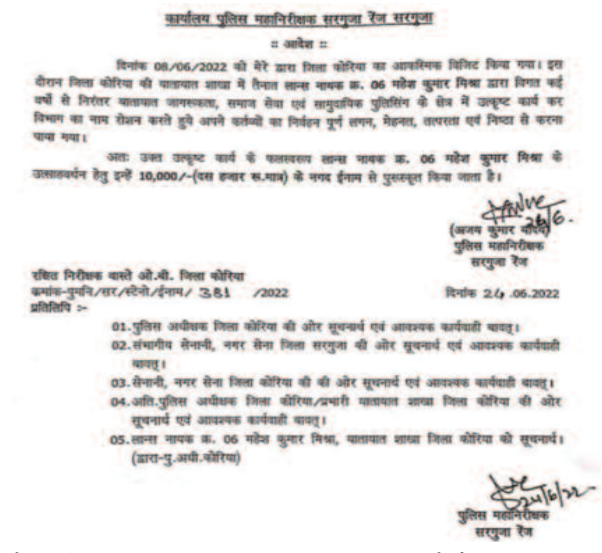 कार्यालय पुलिस महानिरीक्षक सरगुजा रेंज सरगुजा
:: आदेश ::
दिनांक 08/06/2022 को मेरे द्वारा जिला कोरिया का आकस्मिक विजिट किया गया। इस
दौरान जिला कोरिया की यातायात शाखा में तैनात लान्स नायक क्र. 06 महेश कुमार मिश्रा द्वारा विगत कई
वर्षो से निरंतर यातायात जागरूकता, समाज सेवा एवं सामुदायिक पुलिसिंग के क्षेत्र में उत्कृष्ट कार्य कर
विभाग का नाम रोशन करते हुये अपने कर्तव्यों का निर्वहन पूर्ण लगन, मेहनत, तत्परता एवं निष्ठा से करना
पाया गया।
अतः उक्त उत्कृष्ट कार्य के फलस्वरूप लान्स नायक क्र. 06 महेश कुमार मिश्रा के
उत्साहवर्धन हेतु इन्हें 10,000/-(दस हजार रू.मात्र) के नगद ईनाम से पुरूस्कृत किया जाता है।
(अजय कुमार यादव)
पुलिस महानिरीक्षक
सरगुजा रेंज
रक्षित निरीक्षक वास्ते ओ.बी. जिला कोरिया
कमांक-पुमनि/सर/स्टेनो/ईनाम/ 381 /2022 दिनांक 24 .06.2022
प्रतिलिपि :-
01.पुलिस अधीक्षक जिला कोरिया की ओर सूचनार्थ एवं आवश्यक कार्यवाही बावत्।
02.संभागीय सेनानी, नगर सेना जिला सरगुजा की ओर सूचनार्थ एवं आवश्यक कार्यवाही
बावत्।
03.सेनानी, नगर सेना जिला कोरिया की की ओर सूचनार्थ एवं आवश्यक कार्यवाही बावत्।
04.अति.पुलिस अधीक्षक जिला कोरिया/प्रभारी यातायात शाखा जिला कोरिया की ओर
सूचनार्थ एवं आवश्यक कार्यवाही बावत्।
05.लान्स नायक क्र. 06 महेश कुमार मिश्रा, यातायात शाखा जिला कोरिया को सूचनार्थ।
(द्वारा-पु.अधी.कोरिया)
24/6/22
पुलिस महानिरीक्षक
सरगुजा रेंज